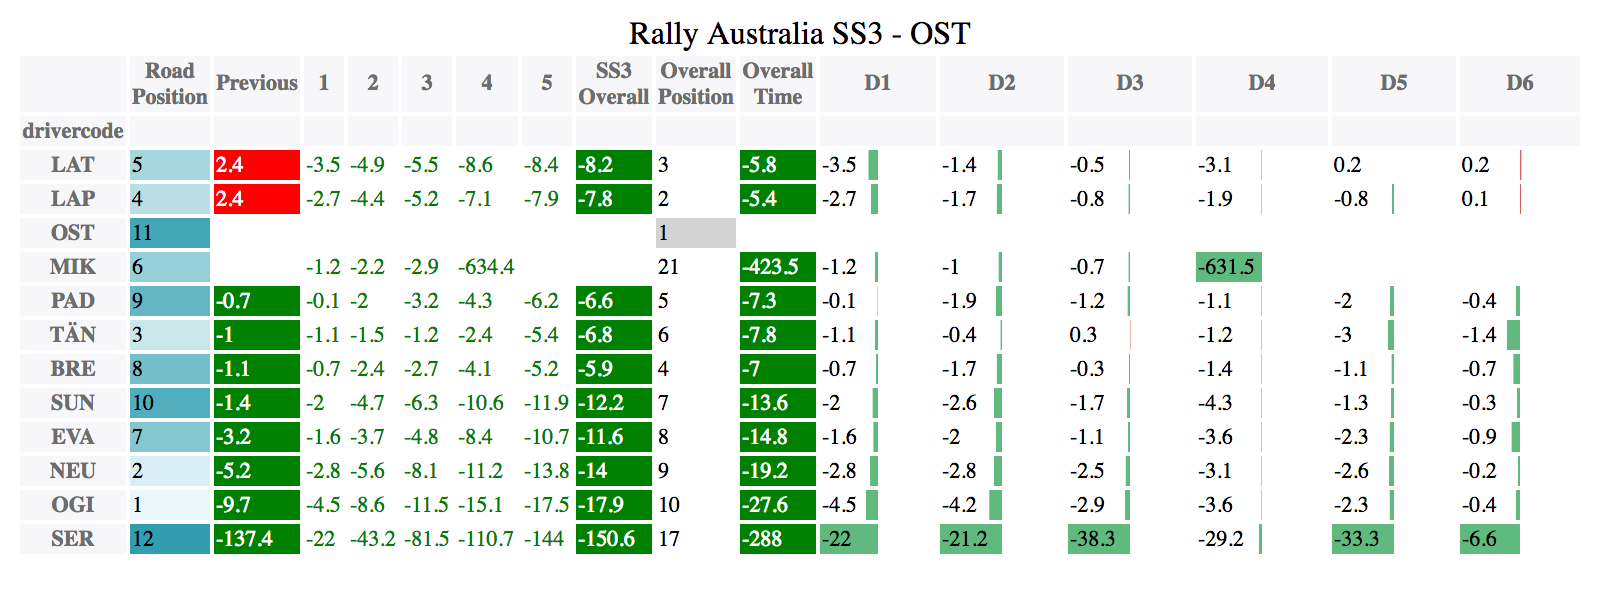 Rally Australia SS3 - OST
Road Position Previous 1 2 3 4 5 SS3 Overall Overall Position Overall Time D1 D2 D3 D4 D5 D6
drivercode
LAT 5 2.4 -3.5 -4.9 -5.5 -8.6 -8.4 -8.2 3 -5.8 -3.5 -1.4 -0.5 -3.1 0.2 0.2
LAP 4 2.4 -2.7 -4.4 -5.2 -7.1 -7.9 -7.8 2 -5.4 -2.7 -1.7 -0.8 -1.9 -0.8 0.1
OST 11 1
MIK 6 -1.2 -2.2 -2.9 -634.4 21 -423.5 -1.2 -1 -0.7 -631.5
PAD 9 -0.7 -0.1 -2 -3.2 -4.3 -6.2 -6.6 5 -7.3 -0.1 -1.9 -1.2 -1.1 -2 -0.4
TÄN 3 -1 -1.1 -1.5 -1.2 -2.4 -5.4 -6.8 6 -7.8 -1.1 -0.4 0.3 -1.2 -3 -1.4
BRE 8 -1.1 -0.7 -2.4 -2.7 -4.1 -5.2 -5.9 4 -7 -0.7 -1.7 -0.3 -1.4 -1.1 -0.7
SUN 10 -1.4 -2 -4.7 -6.3 -10.6 -11.9 -12.2 7 -13.6 -2 -2.6 -1.7 -4.3 -1.3 -0.3
EVA 7 -3.2 -1.6 -3.7 -4.8 -8.4 -10.7 -11.6 8 -14.8 -1.6 -2 -1.1 -3.6 -2.3 -0.9
NEU 2 -5.2 -2.8 -5.6 -8.1 -11.2 -13.8 -14 9 -19.2 -2.8 -2.8 -2.5 -3.1 -2.6 -0.2
OGI 1 -9.7 -4.5 -8.6 -11.5 -15.1 -17.5 -17.9 10 -27.6 -4.5 -4.2 -2.9 -3.6 -2.3 -0.4
SER 12 -137.4 -22 -43.2 -81.5 -110.7 -144 -150.6 17 -288 -22 -21.2 -38.3 -29.2 -33.3 -6.6